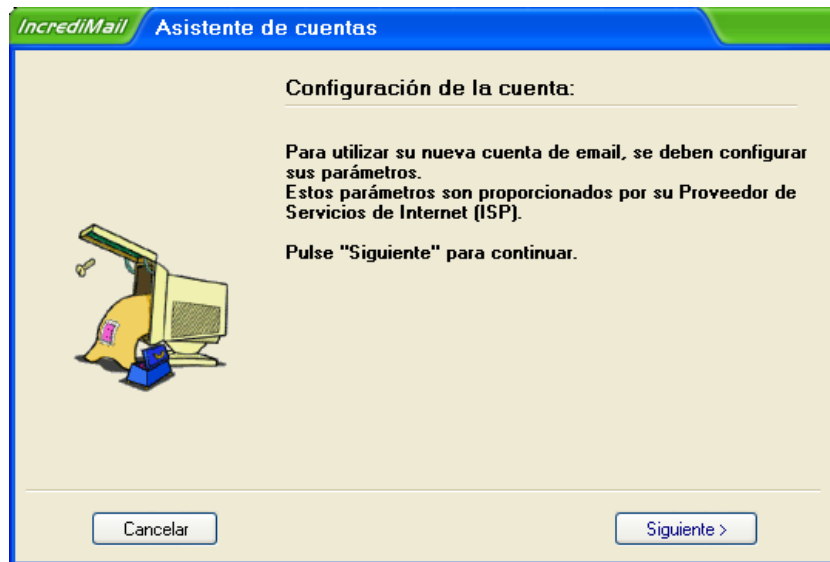 IncrediMail Asistente de cuentas
Configuración de la cuenta:
Para utilizar su nueva cuenta de email, se deben configurar
sus parámetros.
Estos parámetros son proporcionados por su Proveedor de
Servicios de Internet (ISP).
Pulse "Siguiente" para continuar.
Cancelar
Siguiente >